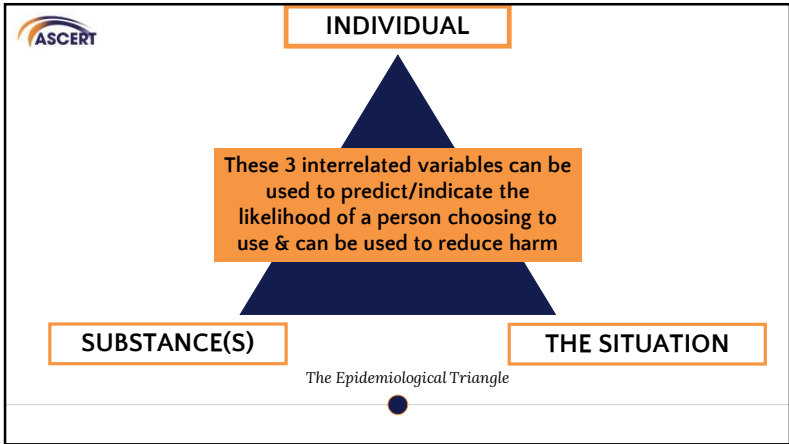 ASCERT
INDIVIDUAL
These 3 interrelated variables can be
used to predict/indicate the
likelihood of a person choosing to
use & can be used to reduce harm
SUBSTANCE(S)
THE SITUATION
The Epidemiological Triangle